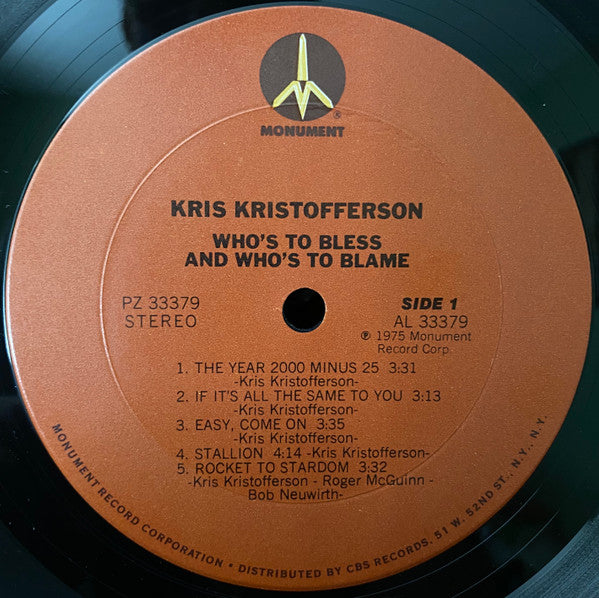 ®
MONUMENT
KRIS KRISTOFFERSON
WHO'S TO BLESS
AND WHO'S TO BLAME
PZ 33379
STEREO
SIDE 1
AL 33379
℗ 1975 Monument
Record Corp.
1. THE YEAR 2000 MINUS 25 3:31
-Kris Kristofferson-
2. IF IT'S ALL THE SAME TO YOU 3:13
-Kris Kristofferson-
3. EASY, COME ON 3:35
-Kris Kristofferson-
4. STALLION 4:14 -Kris Kristofferson-
5. ROCKET TO STARDOM 3:32
-Kris Kristofferson - Roger McGuinn -
Bob Neuwirth-
MONUMENT RECORD CORPORATION • DISTRIBUTED BY CBS RECORDS, 51 W. 52ND ST., N.Y., N.Y.